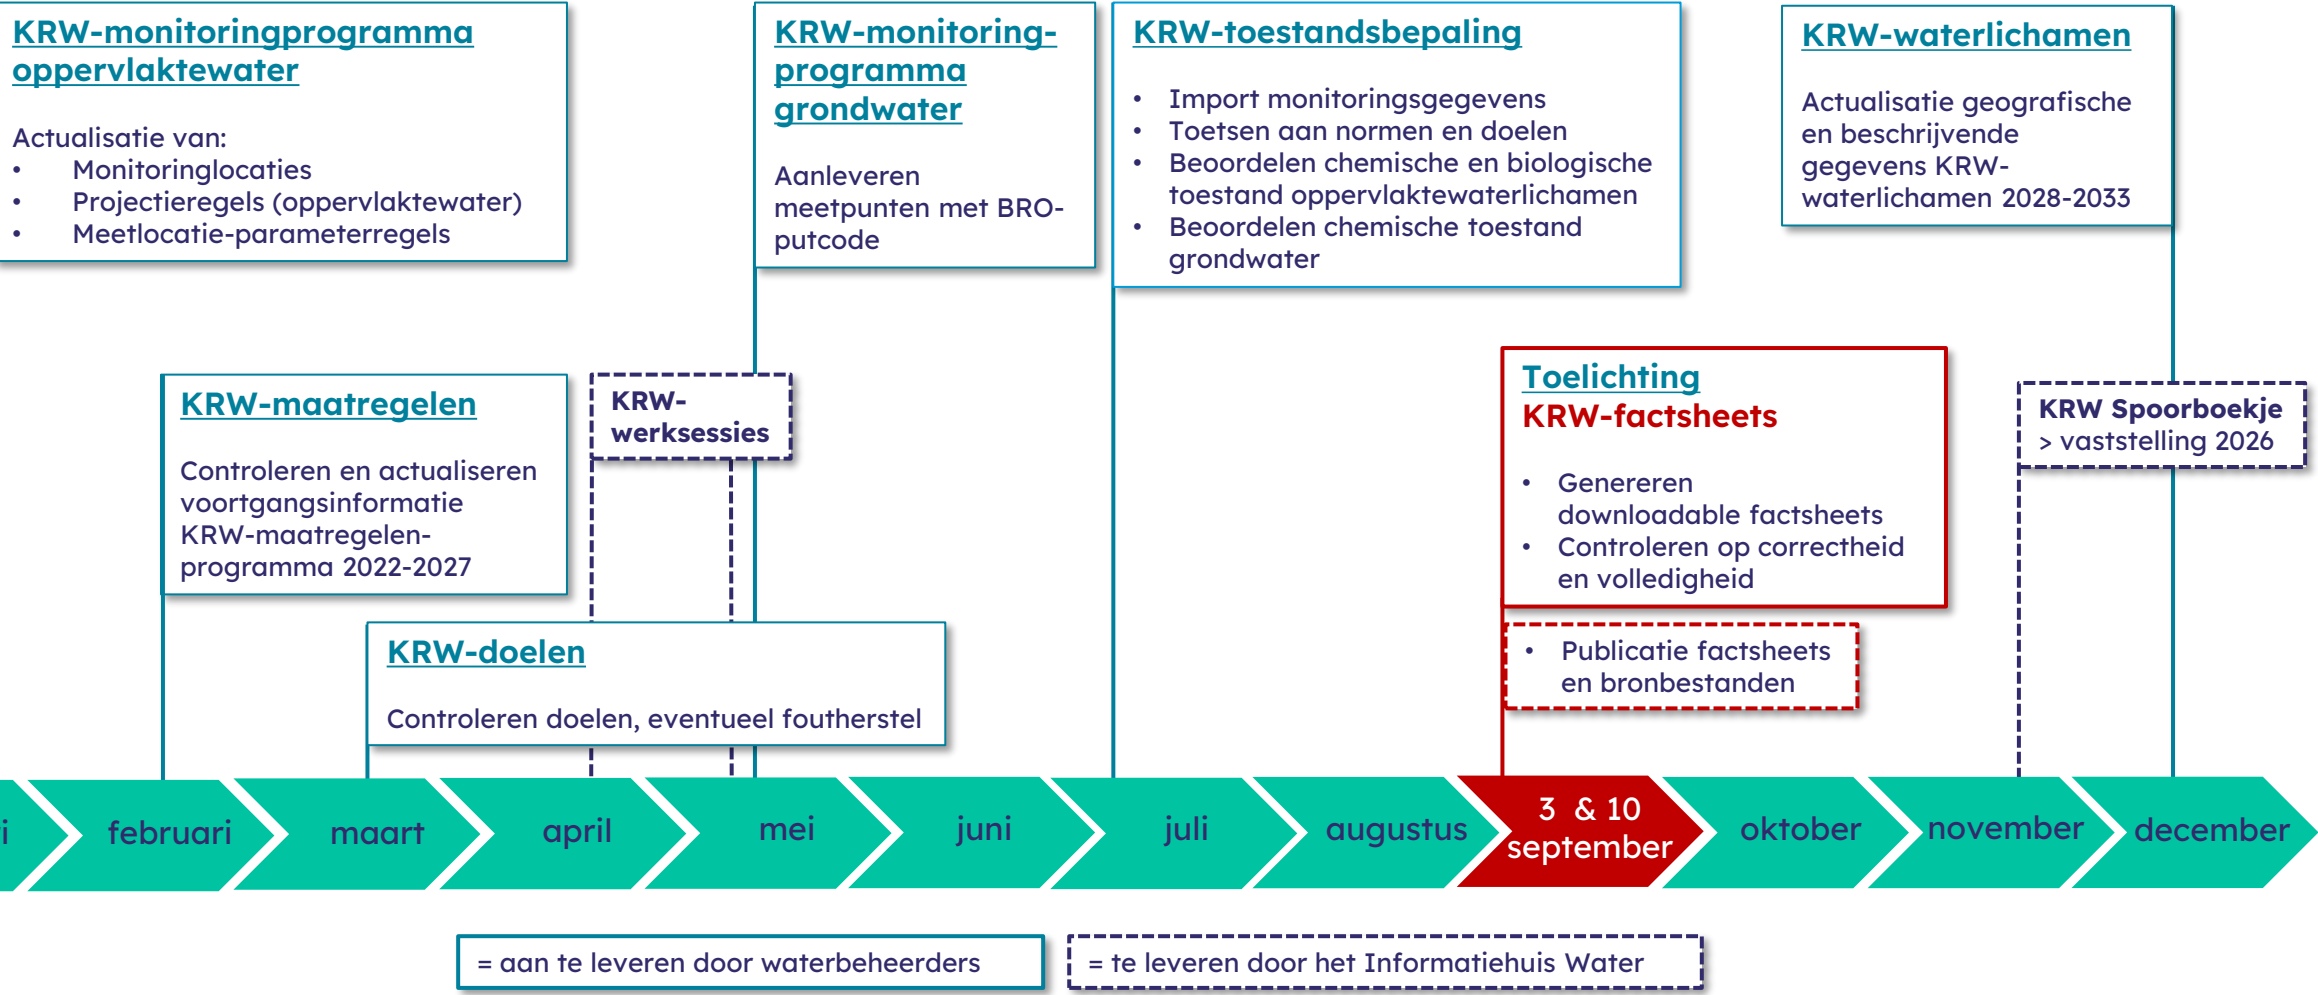 KRW-monitoringprogramma
oppervlaktewater
Actualisatie van:
• Monitoringlocaties
• Projectieregels (oppervlaktewater)
• Meetlocatie-parameterregels
KRW-monitoring-
programma
grondwater
Aanleveren
meetpunten met BRO-
putcode
KRW-toestandsbepaling
• Import monitoringsgegevens
• Toetsen aan normen en doelen
• Beoordelen chemische en biologische
toestand oppervlaktewaterlichamen
• Beoordelen chemische toestand
grondwater
KRW-waterlichamen
Actualisatie geografische
en beschrijvende
gegevens KRW-
waterlichamen 2028-2033
KRW-maatregelen
Controleren en actualiseren
voortgangsinformatie
KRW-maatregelen-
programma 2022-2027
KRW-
werksessies
Toelichting
KRW-factsheets
• Genereren
downloadable factsheets
• Controleren op correctheid
en volledigheid
KRW Spoorboekje
> vaststelling 2026
KRW-doelen
Controleren doelen, eventueel foutherstel
• Publicatie factsheets
en bronbestanden
i
februari
maart
april
mei
juni
juli
augustus
3 & 10
september
oktober
november
december
= aan te leveren door waterbeheerders
= te leveren door het Informatiehuis Water